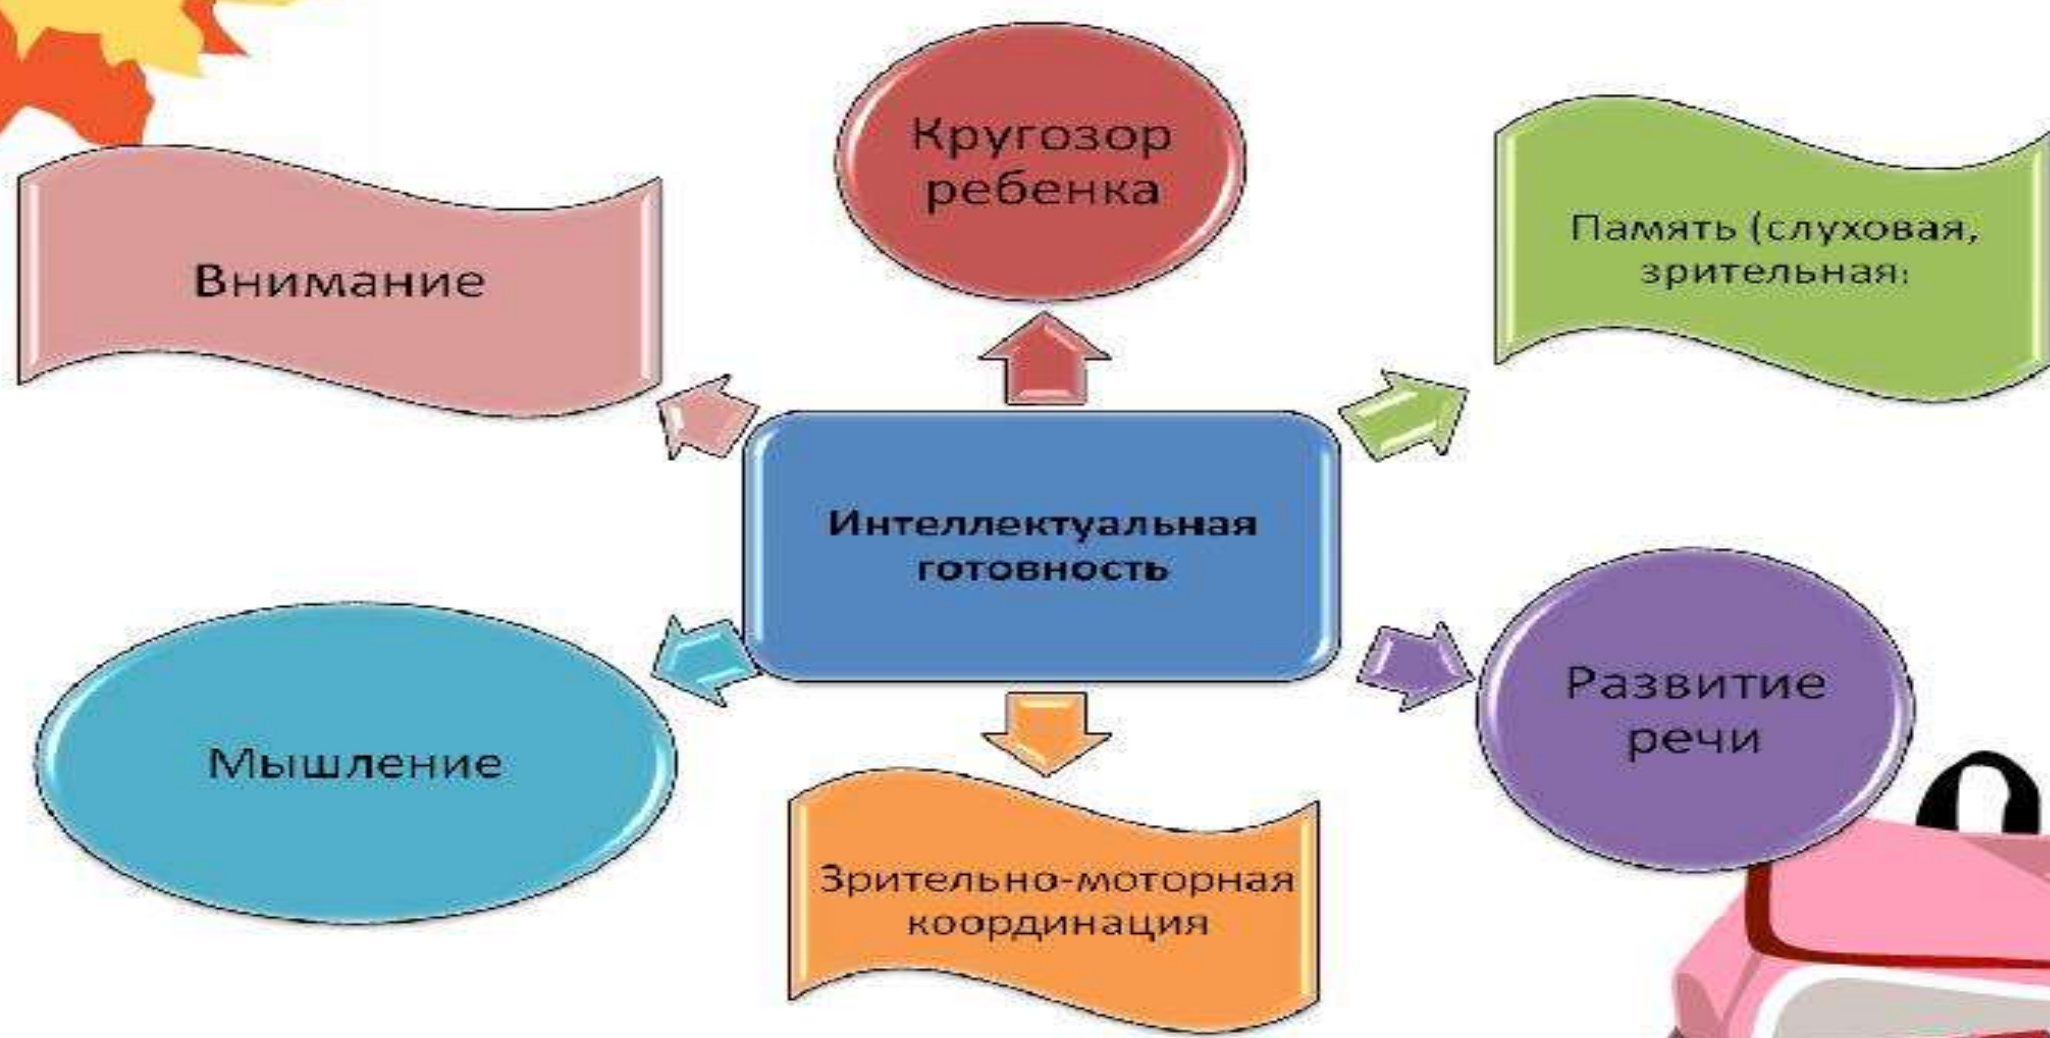 Кругозор
ребенка
Внимание
Память (слуховая,
зрительная)
Интеллектуальная
готовность
Мышление
Развитие
речи
Зрительно-моторная
координация